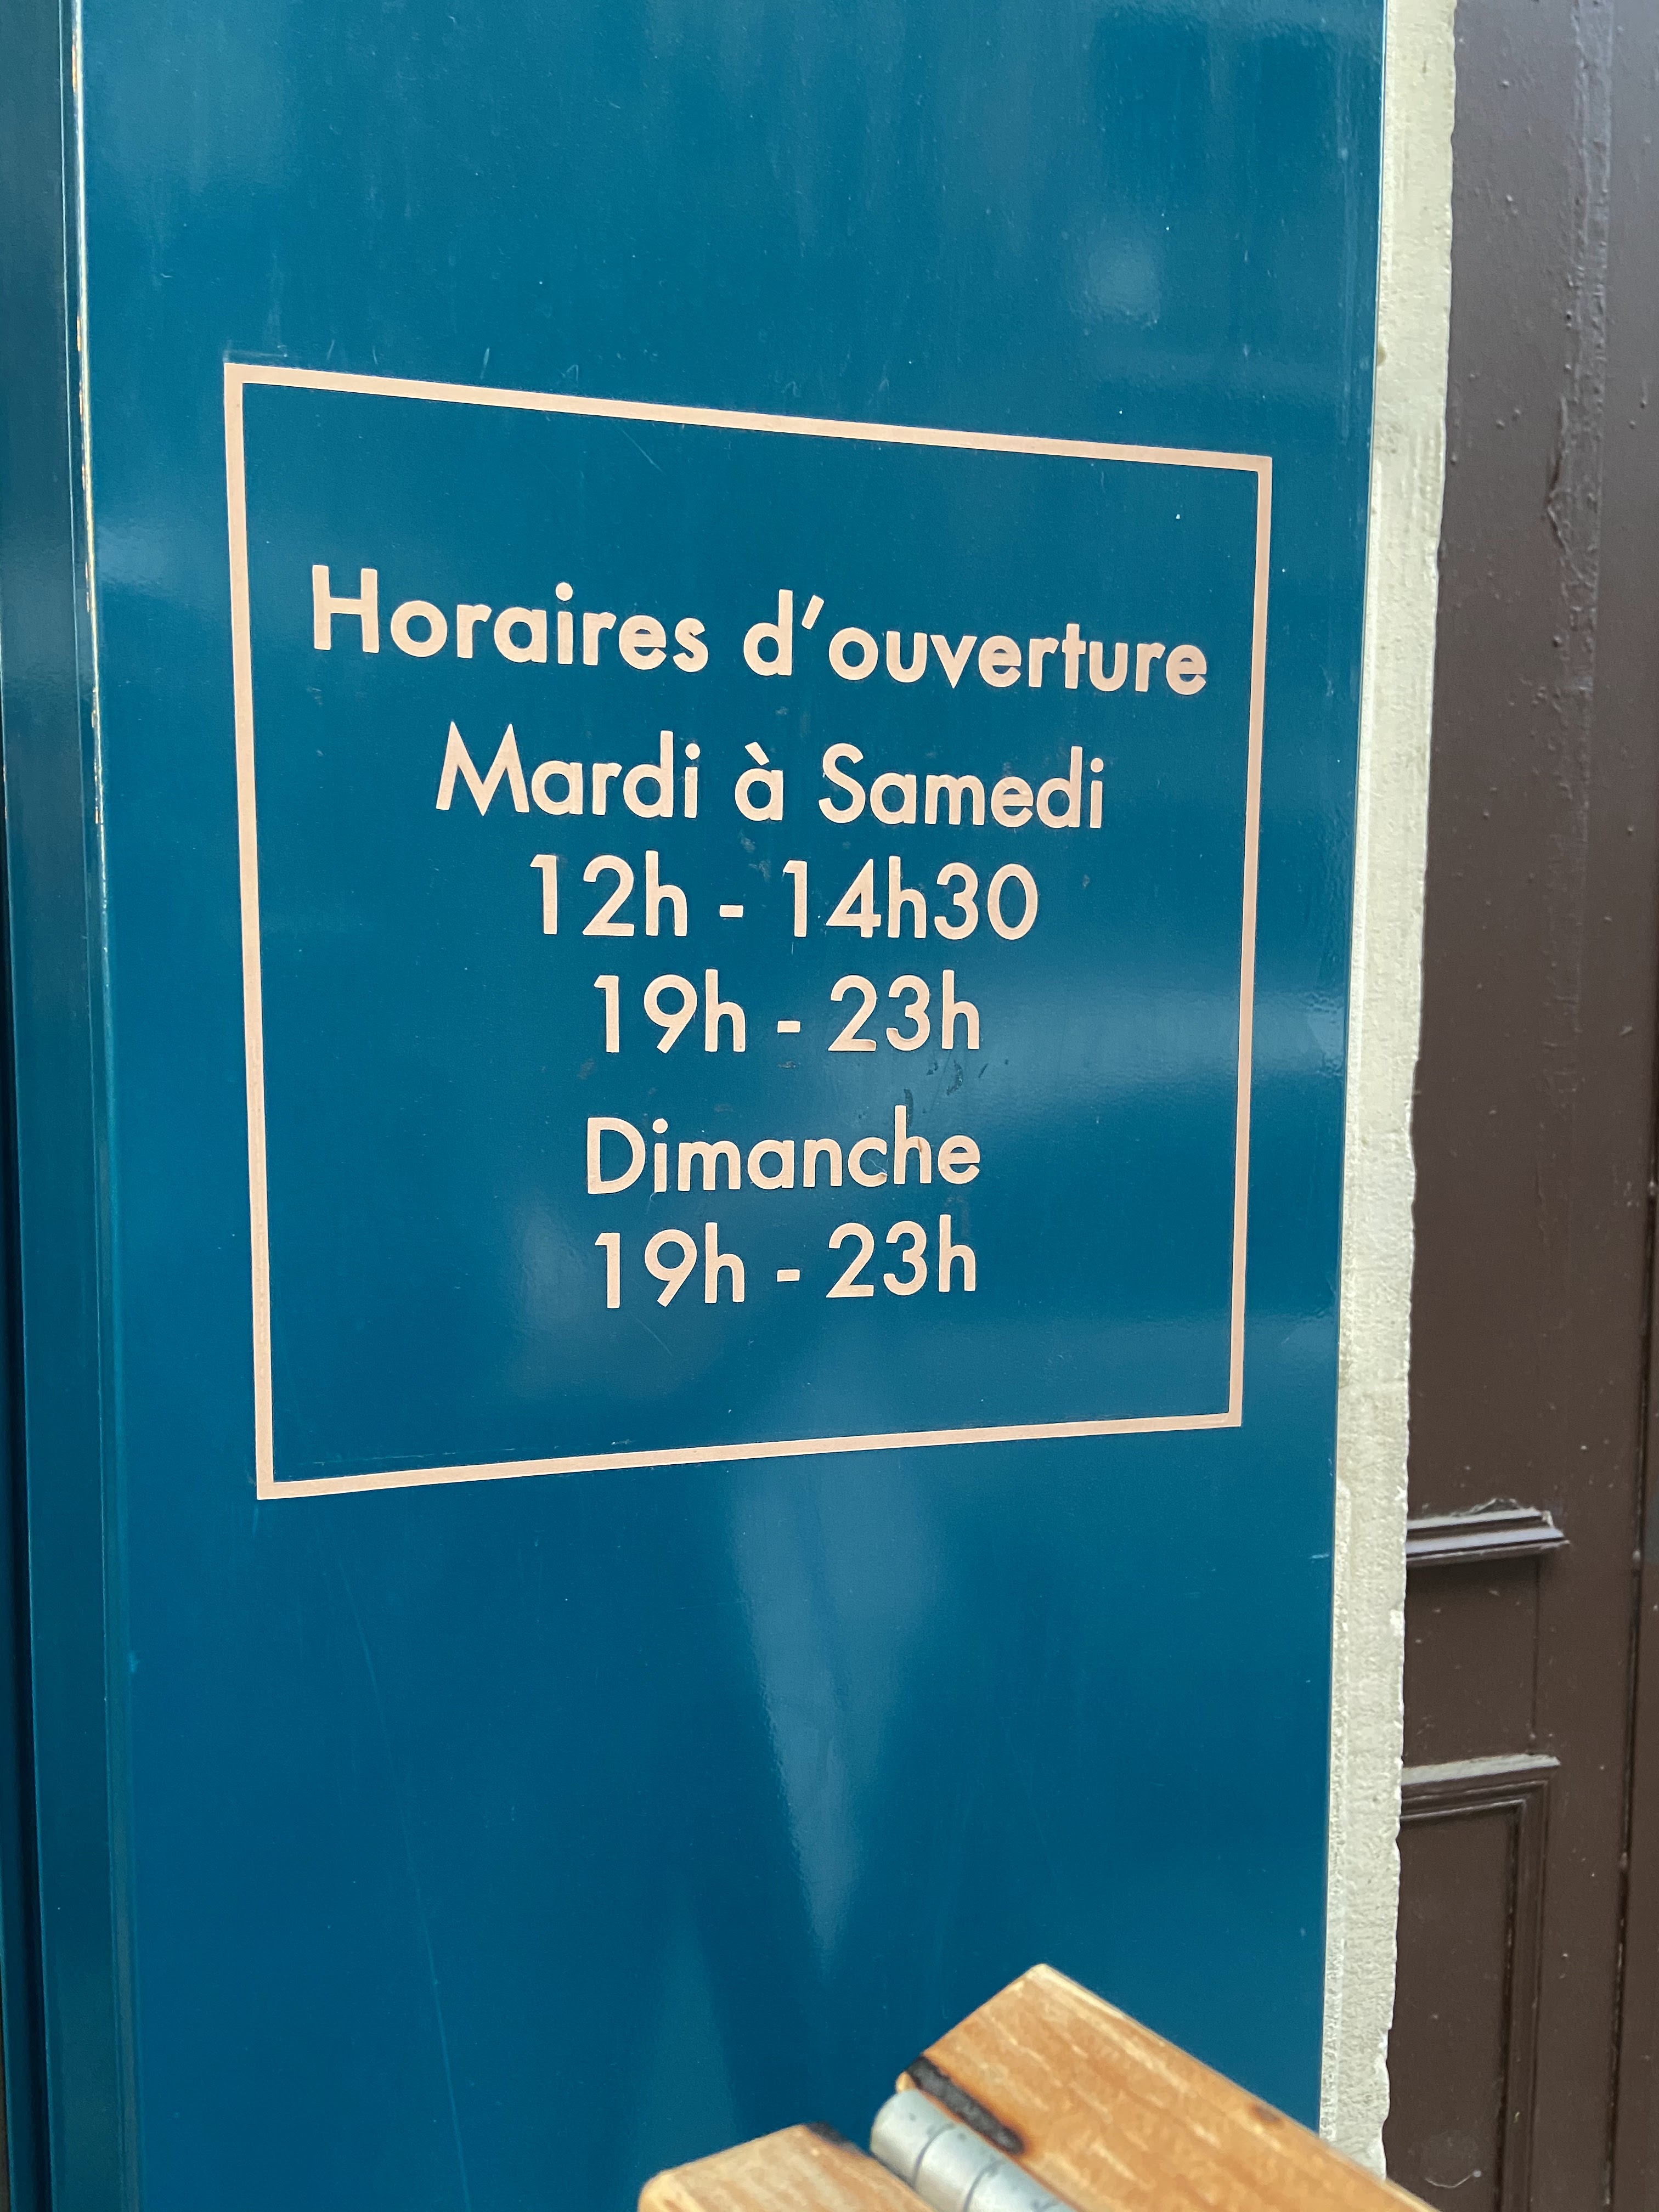 Horaires d'ouverture
Mardi à Samedi
12h - 14h30
19h - 23h
Dimanche
19h - 23h